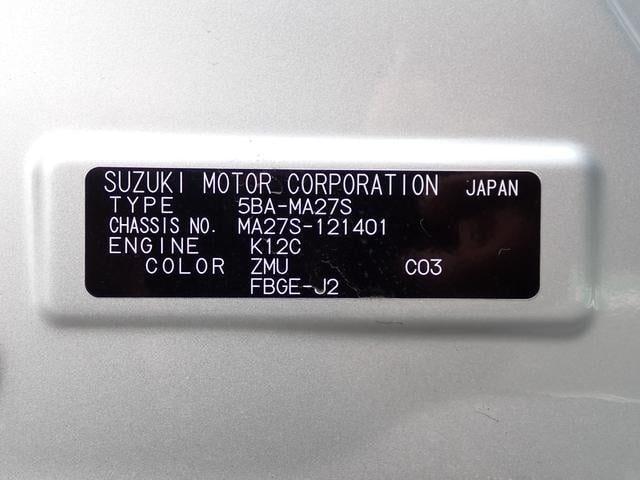 SUZUKI MOTOR CORPORATION JAPAN
TYPE 5BA-MA27S
CHASSIS NO. MA27S-121401
ENGINE K12C
COLOR ZMU C03
FBGE-J2